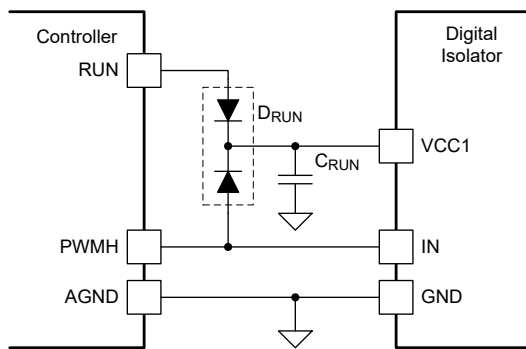 Controller
RUN
PWMH
AGND
DRUN
CRUN
Digital
Isolator
VCC1
IN
GND